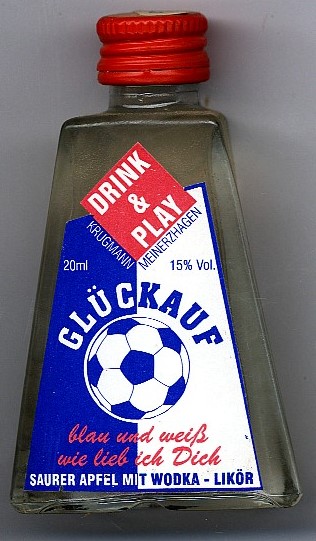 DRINK
&
PLAY
KRUGMANN
MEINERZHAGEN
20ml
15% Vol.
GLÜCKAUF
blau und weiß
wie lieb ich Dich
SAURER APFEL MIT WODKA - LIKÖR